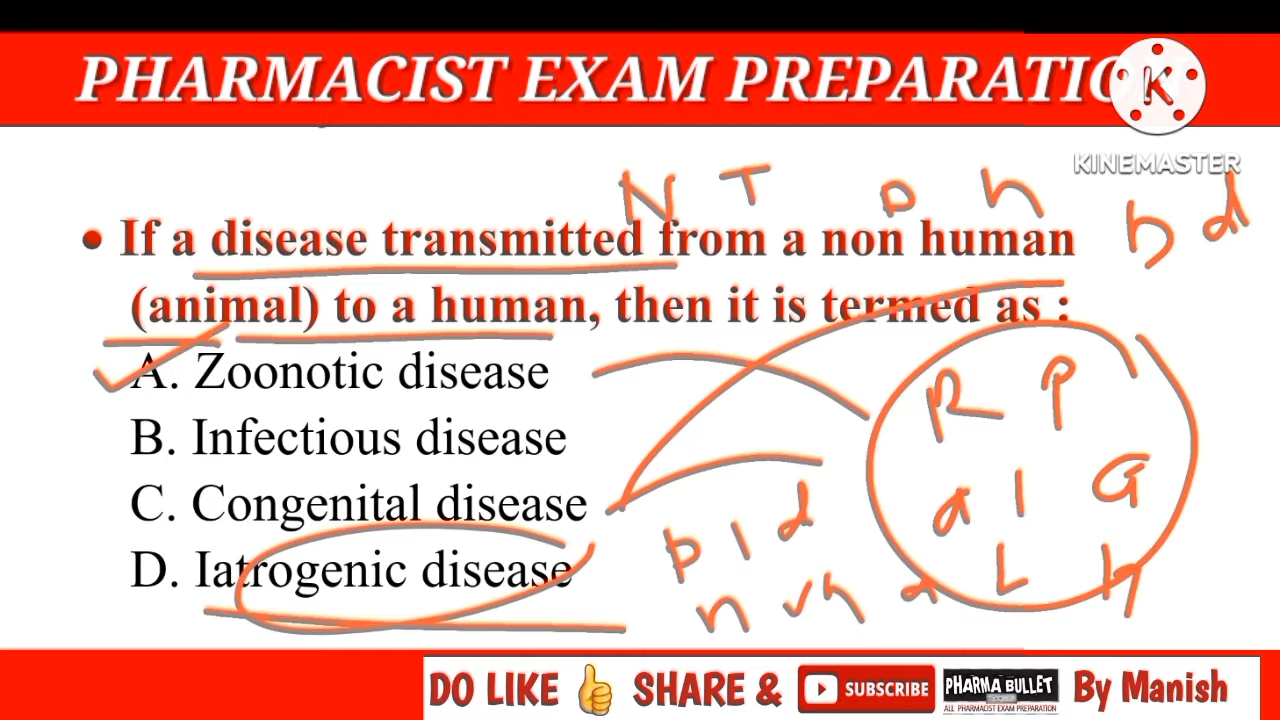 PHARMACIST EXAM PREPARATIO
K
KINEMASTER
N T D h b d
• If a disease transmitted from a non human
(animal) to a human, then it is termed as :
A. Zoonotic disease
B. Infectious disease
C. Congenital disease
D. Iatrogenic disease
R P
G
L h
DO LIKE 👍 SHARE & SUBSCRIBE PHARMA BULLET By Manish
ALL PHARMACIST EXAM PREPARATION